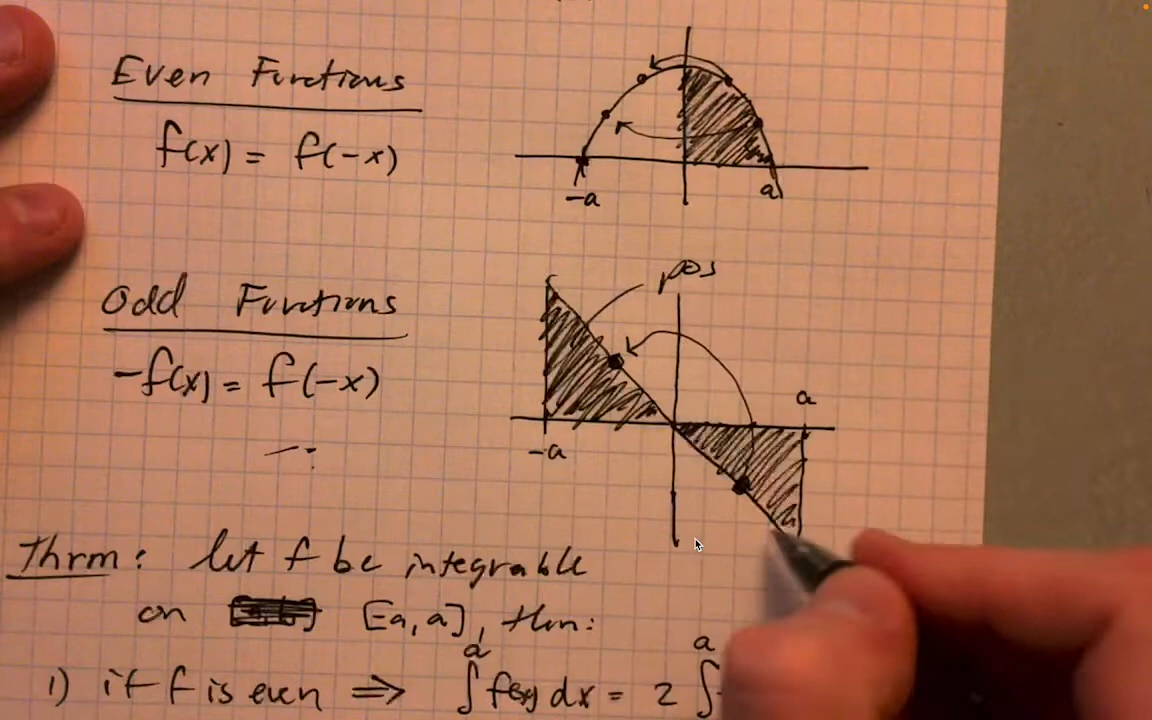 Even Functions
f(x) = f(-x)
-a
a
pos
Odd Functions
-f(x) = f(-x)
a
-a
Thrm: let f be integrable
on [-a, a], then:
1) if f is even ⇒ ∫ᵃ f(x) dx = 2 ∫ᵃ